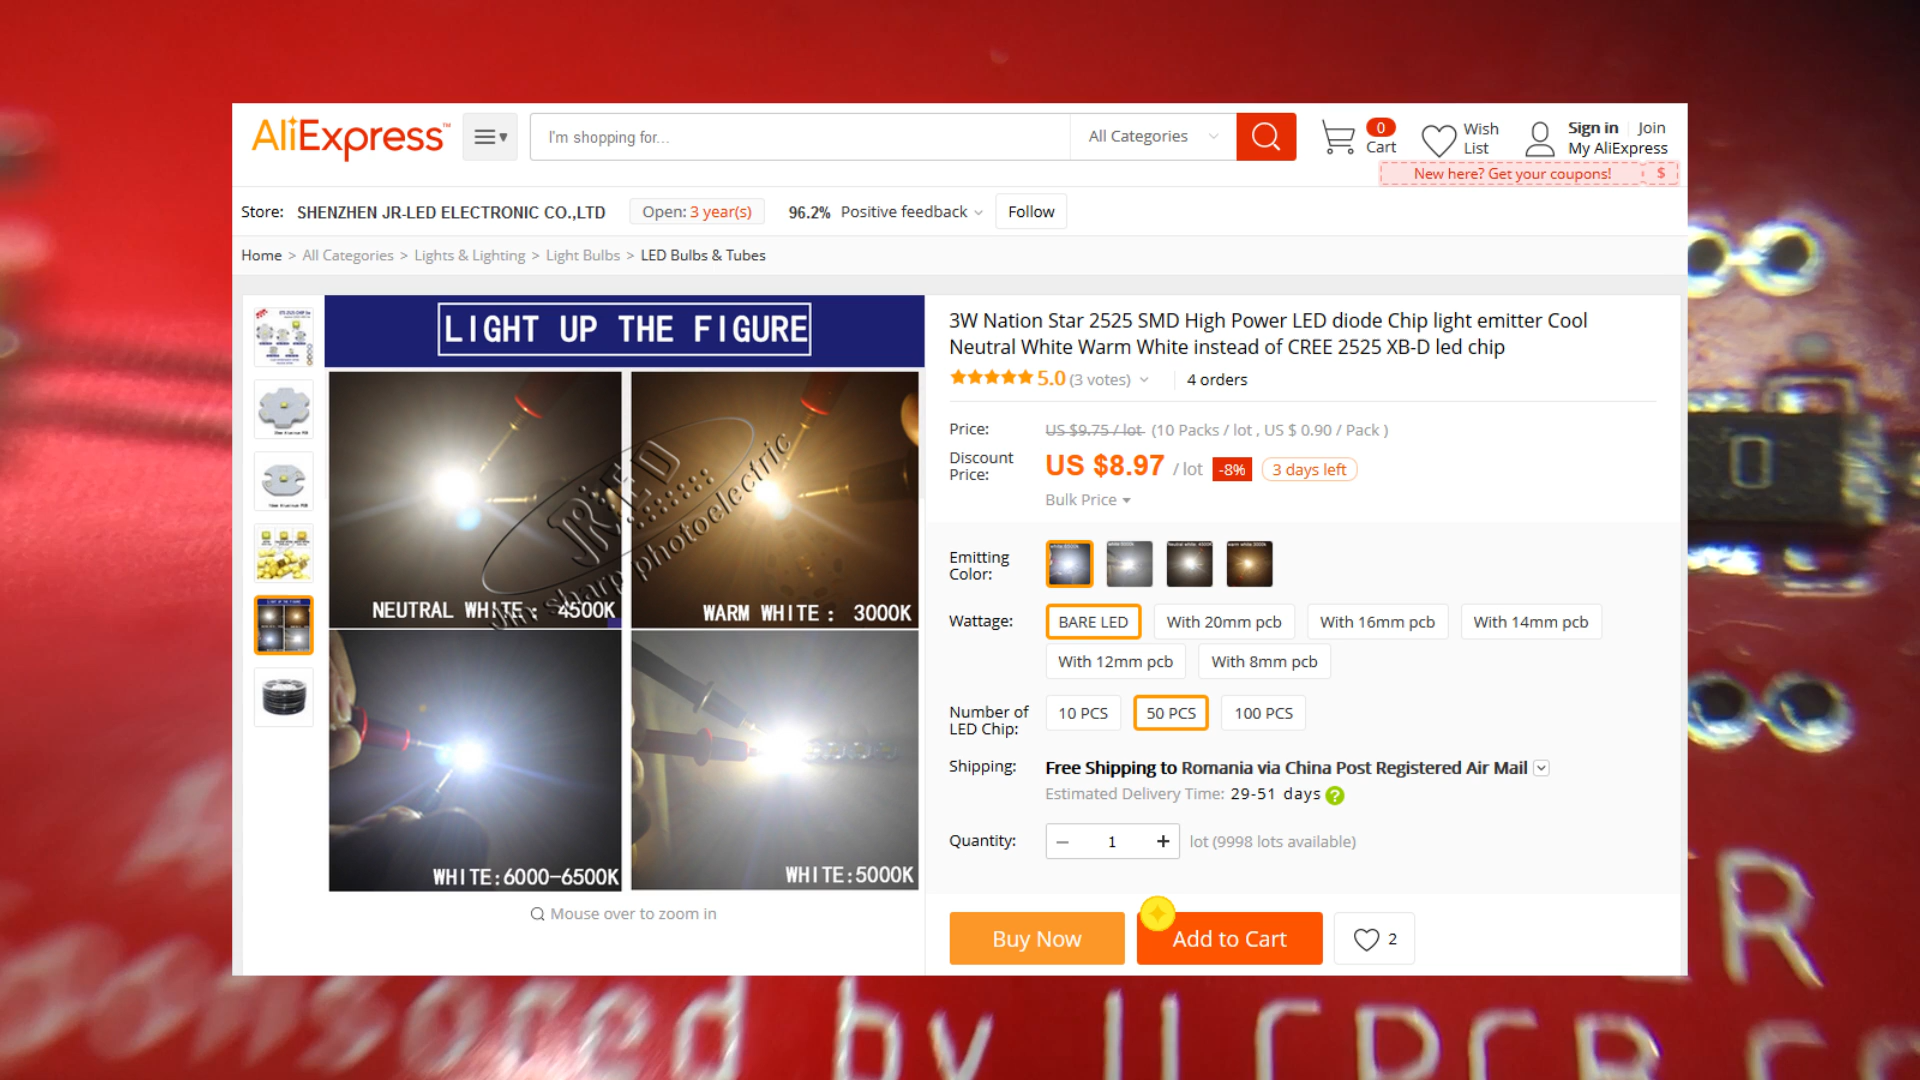 AliExpress™
I'm shopping for...
All Categories
0
Cart
Wish
List
Sign in | Join
My AliExpress
New here? Get your coupons! $
Store: SHENZHEN JR-LED ELECTRONIC CO.,LTD Open: 3 year(s) 96.2% Positive feedback Follow
Home > All Categories > Lights & Lighting > Light Bulbs > LED Bulbs & Tubes
LIGHT UP THE FIGURE
NEUTRAL WHITE: 4500K
WARM WHITE: 3000K
WHITE:6000-6500K
WHITE:5000K
JRLED
sharp photoelectric
Mouse over to zoom in
3W Nation Star 2525 SMD High Power LED diode Chip light emitter Cool
Neutral White Warm White instead of CREE 2525 XB-D led chip
5.0 (3 votes) 4 orders
Price: US $9.75 / lot (10 Packs / lot , US $ 0.90 / Pack )
Discount
Price:
US $8.97 / lot -8% 3 days left
Bulk Price
Emitting
Color:
Wattage: BARE LED With 20mm pcb With 16mm pcb With 14mm pcb
With 12mm pcb With 8mm pcb
Number of
LED Chip:
10 PCS 50 PCS 100 PCS
Shipping: Free Shipping to Romania via China Post Registered Air Mail
Estimated Delivery Time: 29-51 days ?
Quantity: − 1 + lot (9998 lots available)
Buy Now Add to Cart 2
0
R
onsored by